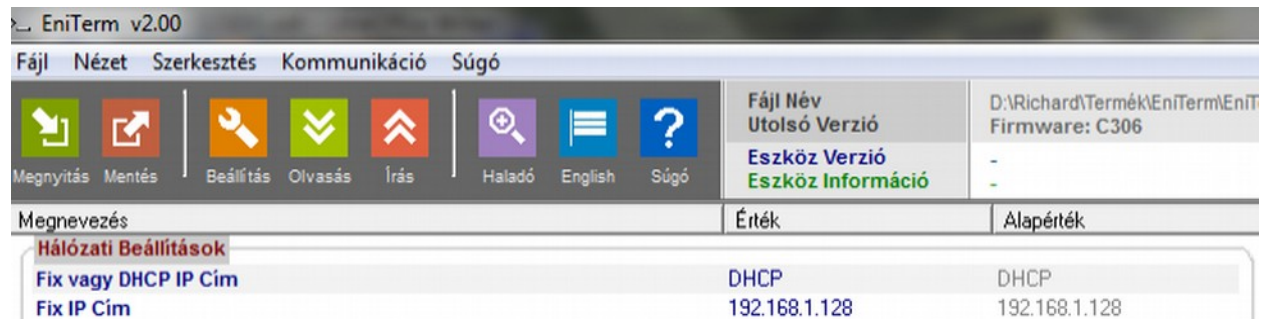 EniTerm v2.00
Fájl Nézet Szerkesztés Kommunikáció Súgó
Megnyitás Mentés Beállítás Olvasás Írás Haladó English Súgó
Fájl Név D:\Richard\Termék\EniTerm\EniT
Utolsó Verzió Firmware: C306
Eszköz Verzió -
Eszköz Információ -
Megnevezés Érték Alapérték
Hálózati Beállítások
Fix vagy DHCP IP Cím DHCP DHCP
Fix IP Cím 192.168.1.128 192.168.1.128